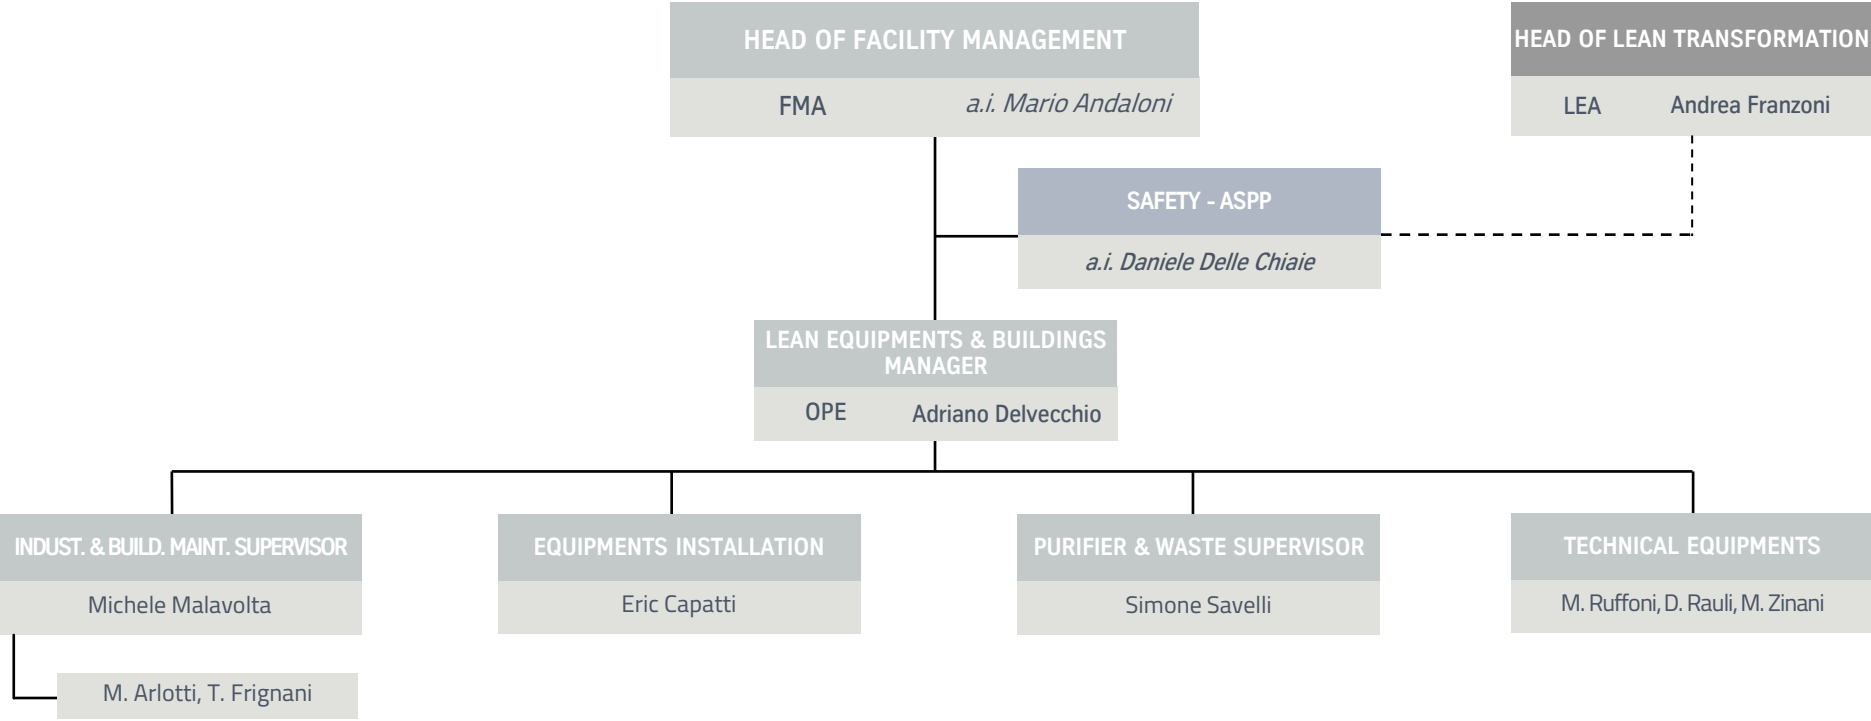 HEAD OF FACILITY MANAGEMENT
FMA a.i. Mario Andaloni
HEAD OF LEAN TRANSFORMATION
LEA Andrea Franzoni
SAFETY - ASPP
a.i. Daniele Delle Chiaie
LEAN EQUIPMENTS & BUILDINGS
MANAGER
OPE Adriano Delvecchio
INDUST. & BUILD. MAINT. SUPERVISOR
Michele Malavolta
M. Arlotti, T. Frignani
EQUIPMENTS INSTALLATION
Eric Capatti
PURIFIER & WASTE SUPERVISOR
Simone Savelli
TECHNICAL EQUIPMENTS
M. Ruffoni, D. Rauli, M. Zinani